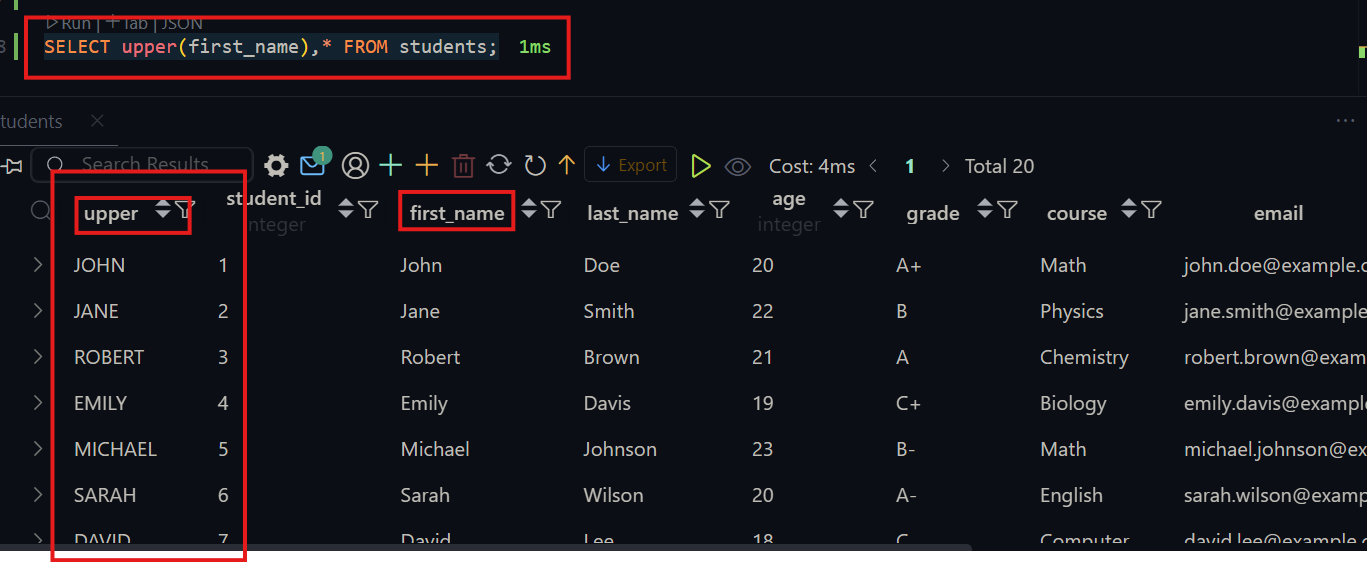 Run | + Tab | JSON
8 SELECT upper(first_name),* FROM students; 1ms
tudents
Search Results 1 Export Cost: 4ms 1 Total 20
upper student_id first_name last_name age grade course email
nteger integer
JOHN 1 John Doe 20 A+ Math john.doe@example.c
JANE 2 Jane Smith 22 B Physics jane.smith@example
ROBERT 3 Robert Brown 21 A Chemistry robert.brown@exam
EMILY 4 Emily Davis 19 C+ Biology emily.davis@example
MICHAEL 5 Michael Johnson 23 B- Math michael.johnson@ex
SARAH 6 Sarah Wilson 20 A- English sarah.wilson@examp
DAVID 7 David Lee 18 C Computer david.lee@example.c